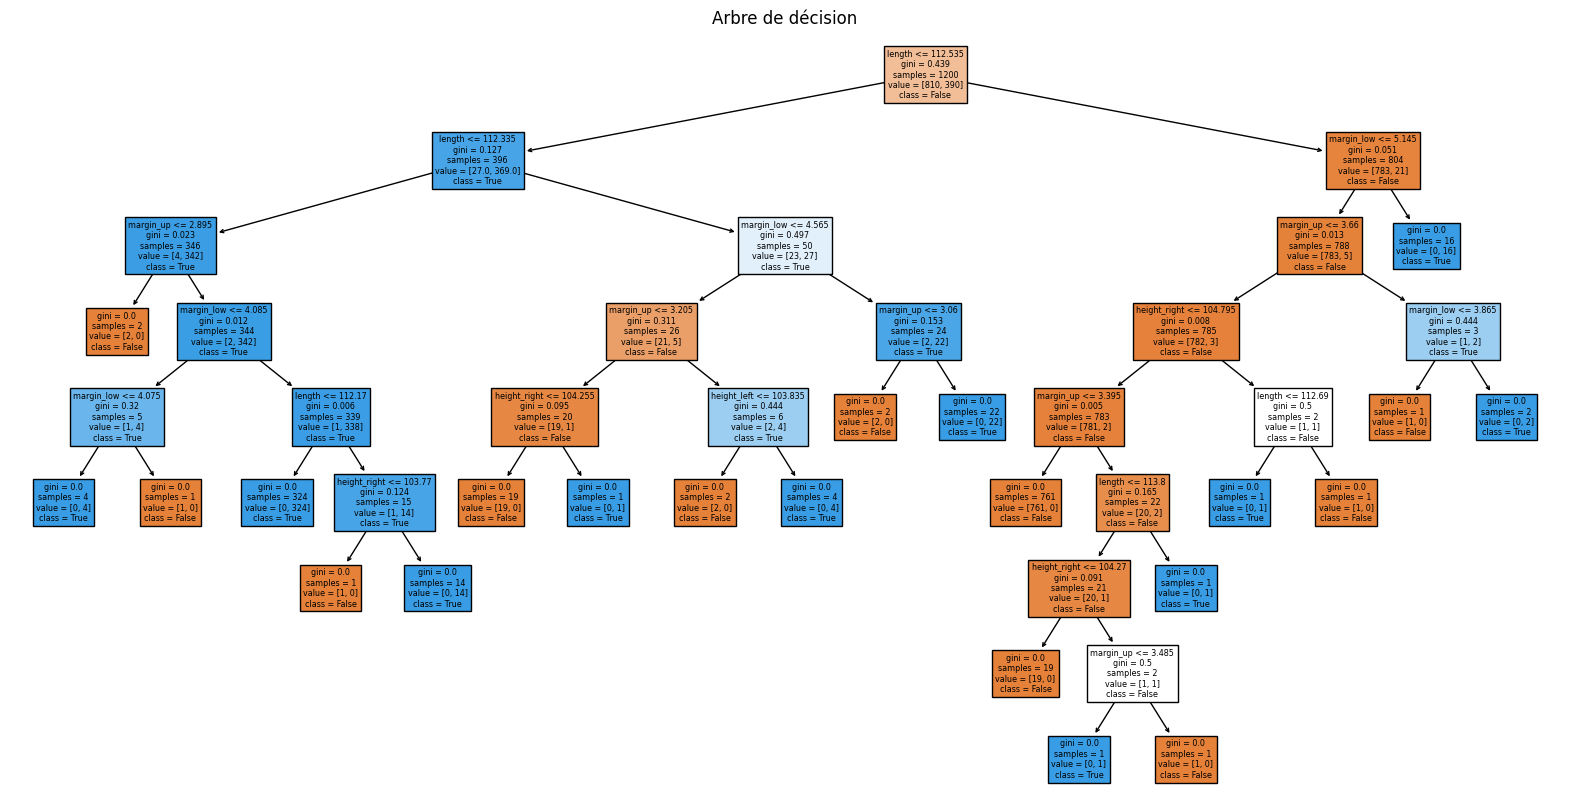 Arbre de décision
length <= 112.535
gini = 0.439
samples = 1200
value = [810, 390]
class = False
length <= 112.335
gini = 0.127
samples = 396
value = [27.0, 369.0]
class = True
margin_low <= 5.145
gini = 0.051
samples = 804
value = [783, 21]
class = False
margin_up <= 2.895
gini = 0.023
samples = 346
value = [4, 342]
class = True
margin_low <= 4.565
gini = 0.497
samples = 50
value = [23, 27]
class = True
margin_up <= 3.66
gini = 0.013
samples = 788
value = [783, 5]
class = False
gini = 0.0
samples = 16
value = [0, 16]
class = True
gini = 0.0
samples = 2
value = [2, 0]
class = False
margin_low <= 4.085
gini = 0.012
samples = 344
value = [2, 342]
class = True
margin_up <= 3.205
gini = 0.311
samples = 26
value = [21, 5]
class = False
margin_up <= 3.06
gini = 0.153
samples = 24
value = [2, 22]
class = True
height_right <= 104.795
gini = 0.008
samples = 785
value = [782, 3]
class = False
margin_low <= 3.865
gini = 0.444
samples = 3
value = [1, 2]
class = True
margin_low <= 4.075
gini = 0.32
samples = 5
value = [1, 4]
class = True
length <= 112.17
gini = 0.006
samples = 339
value = [1, 338]
class = True
height_right <= 104.255
gini = 0.095
samples = 20
value = [19, 1]
class = False
height_left <= 103.835
gini = 0.444
samples = 6
value = [2, 4]
class = True
gini = 0.0
samples = 2
value = [2, 0]
class = False
gini = 0.0
samples = 22
value = [0, 22]
class = True
margin_up <= 3.395
gini = 0.005
samples = 783
value = [781, 2]
class = False
length <= 112.69
gini = 0.5
samples = 2
value = [1, 1]
class = False
gini = 0.0
samples = 1
value = [1, 0]
class = False
gini = 0.0
samples = 2
value = [0, 2]
class = True
gini = 0.0
samples = 4
value = [0, 4]
class = True
gini = 0.0
samples = 1
value = [1, 0]
class = False
gini = 0.0
samples = 324
value = [0, 324]
class = True
height_right <= 103.77
gini = 0.124
samples = 15
value = [1, 14]
class = True
gini = 0.0
samples = 19
value = [19, 0]
class = False
gini = 0.0
samples = 1
value = [0, 1]
class = True
gini = 0.0
samples = 2
value = [2, 0]
class = False
gini = 0.0
samples = 4
value = [0, 4]
class = True
gini = 0.0
samples = 761
value = [761, 0]
class = False
length <= 113.8
gini = 0.165
samples = 22
value = [20, 2]
class = False
gini = 0.0
samples = 1
value = [0, 1]
class = True
gini = 0.0
samples = 1
value = [1, 0]
class = False
gini = 0.0
samples = 1
value = [1, 0]
class = False
gini = 0.0
samples = 14
value = [0, 14]
class = True
height_right <= 104.27
gini = 0.091
samples = 21
value = [20, 1]
class = False
gini = 0.0
samples = 1
value = [0, 1]
class = True
gini = 0.0
samples = 19
value = [19, 0]
class = False
margin_up <= 3.485
gini = 0.5
samples = 2
value = [1, 1]
class = False
gini = 0.0
samples = 1
value = [0, 1]
class = True
gini = 0.0
samples = 1
value = [1, 0]
class = False